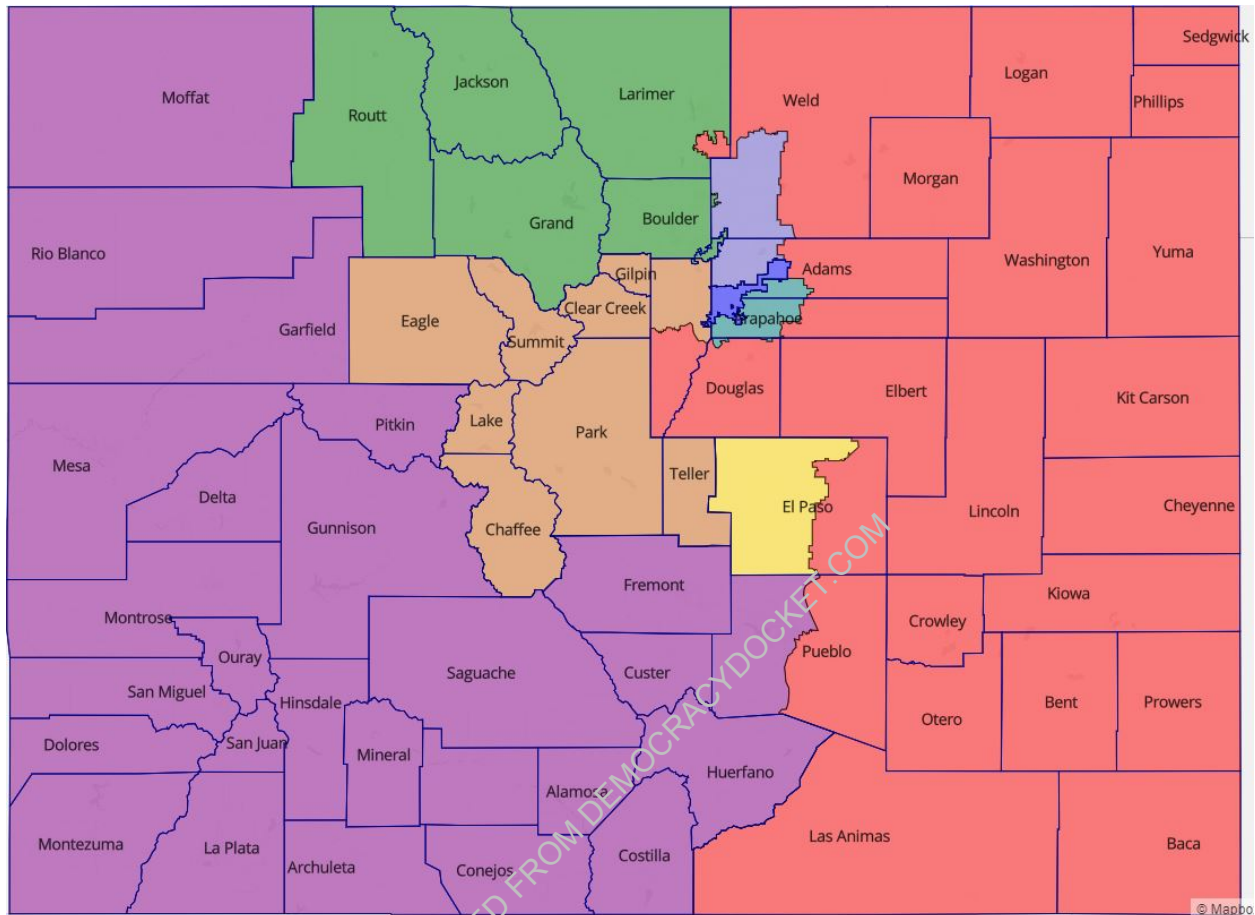 Sedgwick
Logan
Jackson
Larimer
Moffat
Weld
Phillips
Routt
Morgan
Boulder
Grand
Rio Blanco
Yuma
Washington
Adams
Gilpin
Clear Creek
Eagle
Garfield
Arapahoe
Summit
Douglas
Elbert
Kit Carson
Pitkin
Lake
Park
Mesa
Teller
Delta
El Paso
Cheyenne
Lincoln
Gunnison
Chaffee
Fremont
Kiowa
Montrose
Crowley
Pueblo
Ouray
Saguache
Custer
San Miguel
Hinsdale
Bent
Prowers
Otero
Dolores
San Juan
Mineral
Huerfano
Alamosa
Las Animas
Montezuma
La Plata
Baca
Costilla
Archuleta
Conejos
ED FROM DEMOCRACYDOCKET.COM
© Mapbo